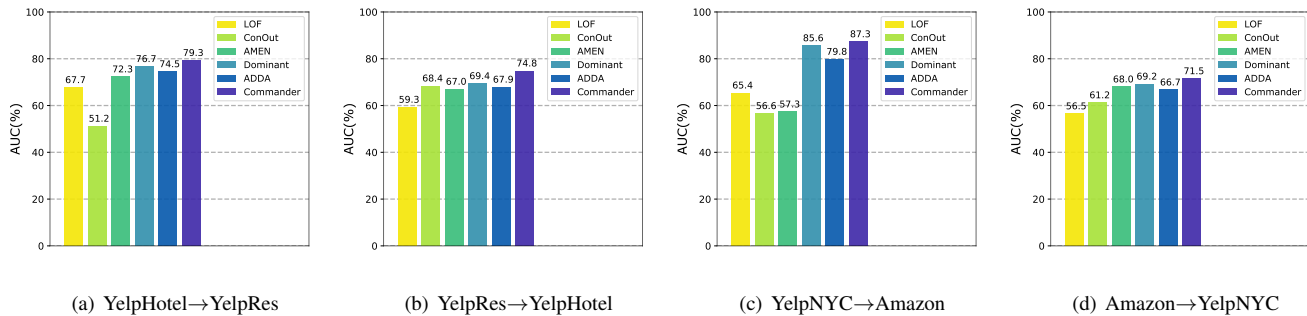 100
80
60
40
20
0
AUC(%)
67.7
51.2
72.3
76.7
74.5
79.3
LOF
ConOut
AMEN
Dominant
ADDA
Commander
(a) YelpHotel→YelpRes
100
80
60
40
20
0
AUC(%)
59.3
68.4
67.0
69.4
67.9
74.8
LOF
ConOut
AMEN
Dominant
ADDA
Commander
(b) YelpRes→YelpHotel
100
80
60
40
20
0
AUC(%)
65.4
56.6
57.3
85.6
79.8
87.3
LOF
ConOut
AMEN
Dominant
ADDA
Commander
(c) YelpNYC→Amazon
100
80
60
40
20
0
AUC(%)
56.5
61.2
68.0
69.2
66.7
71.5
LOF
ConOut
AMEN
Dominant
ADDA
Commander
(d) Amazon→YelpNYC